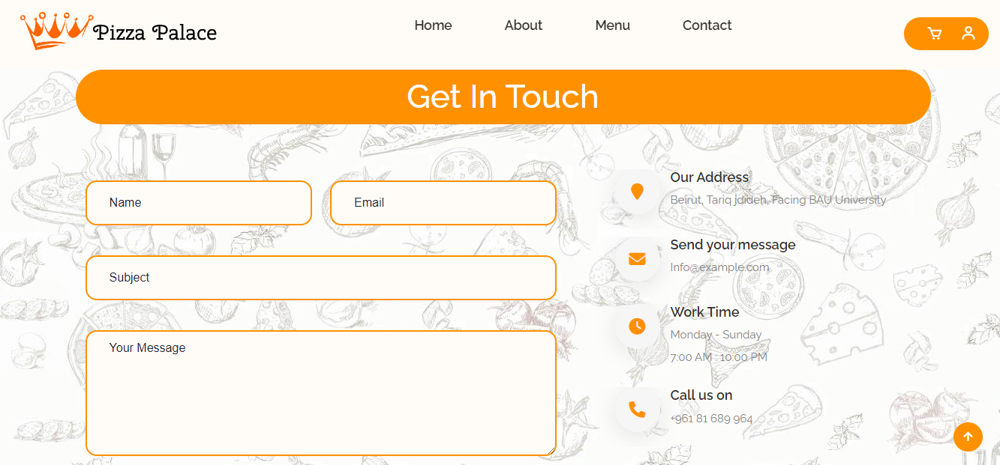 Pizza Palace
Home
About
Menu
Contact
Get In Touch
Name
Email
Subject
Your Message
Our Address
Beirut, Tariq jdideh, Facing BAU University
Send your message
Info@example.com
Work Time
Monday - Sunday
7:00 AM : 10:00 PM
Call us on
+961 81 689 964